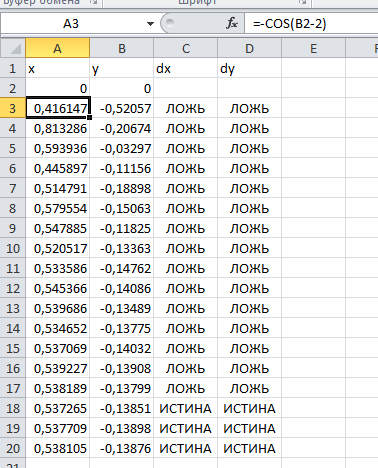 Буфер обмена Шрифт
A3 fx =-COS(B2-2)
A B C D E
1 x y dx dy
2 0 0
3 0,416147 -0,52057 ЛОЖЬ ЛОЖЬ
4 0,813286 -0,20674 ЛОЖЬ ЛОЖЬ
5 0,593936 -0,03297 ЛОЖЬ ЛОЖЬ
6 0,445897 -0,11156 ЛОЖЬ ЛОЖЬ
7 0,514791 -0,18898 ЛОЖЬ ЛОЖЬ
8 0,579554 -0,15063 ЛОЖЬ ЛОЖЬ
9 0,547885 -0,11825 ЛОЖЬ ЛОЖЬ
10 0,520517 -0,13363 ЛОЖЬ ЛОЖЬ
11 0,533586 -0,14762 ЛОЖЬ ЛОЖЬ
12 0,545366 -0,14086 ЛОЖЬ ЛОЖЬ
13 0,539686 -0,13489 ЛОЖЬ ЛОЖЬ
14 0,534652 -0,13775 ЛОЖЬ ЛОЖЬ
15 0,537069 -0,14032 ЛОЖЬ ЛОЖЬ
16 0,539227 -0,13908 ЛОЖЬ ЛОЖЬ
17 0,538189 -0,13799 ЛОЖЬ ЛОЖЬ
18 0,537265 -0,13851 ИСТИНА ИСТИНА
19 0,537709 -0,13898 ИСТИНА ИСТИНА
20 0,538105 -0,13876 ИСТИНА ИСТИНА